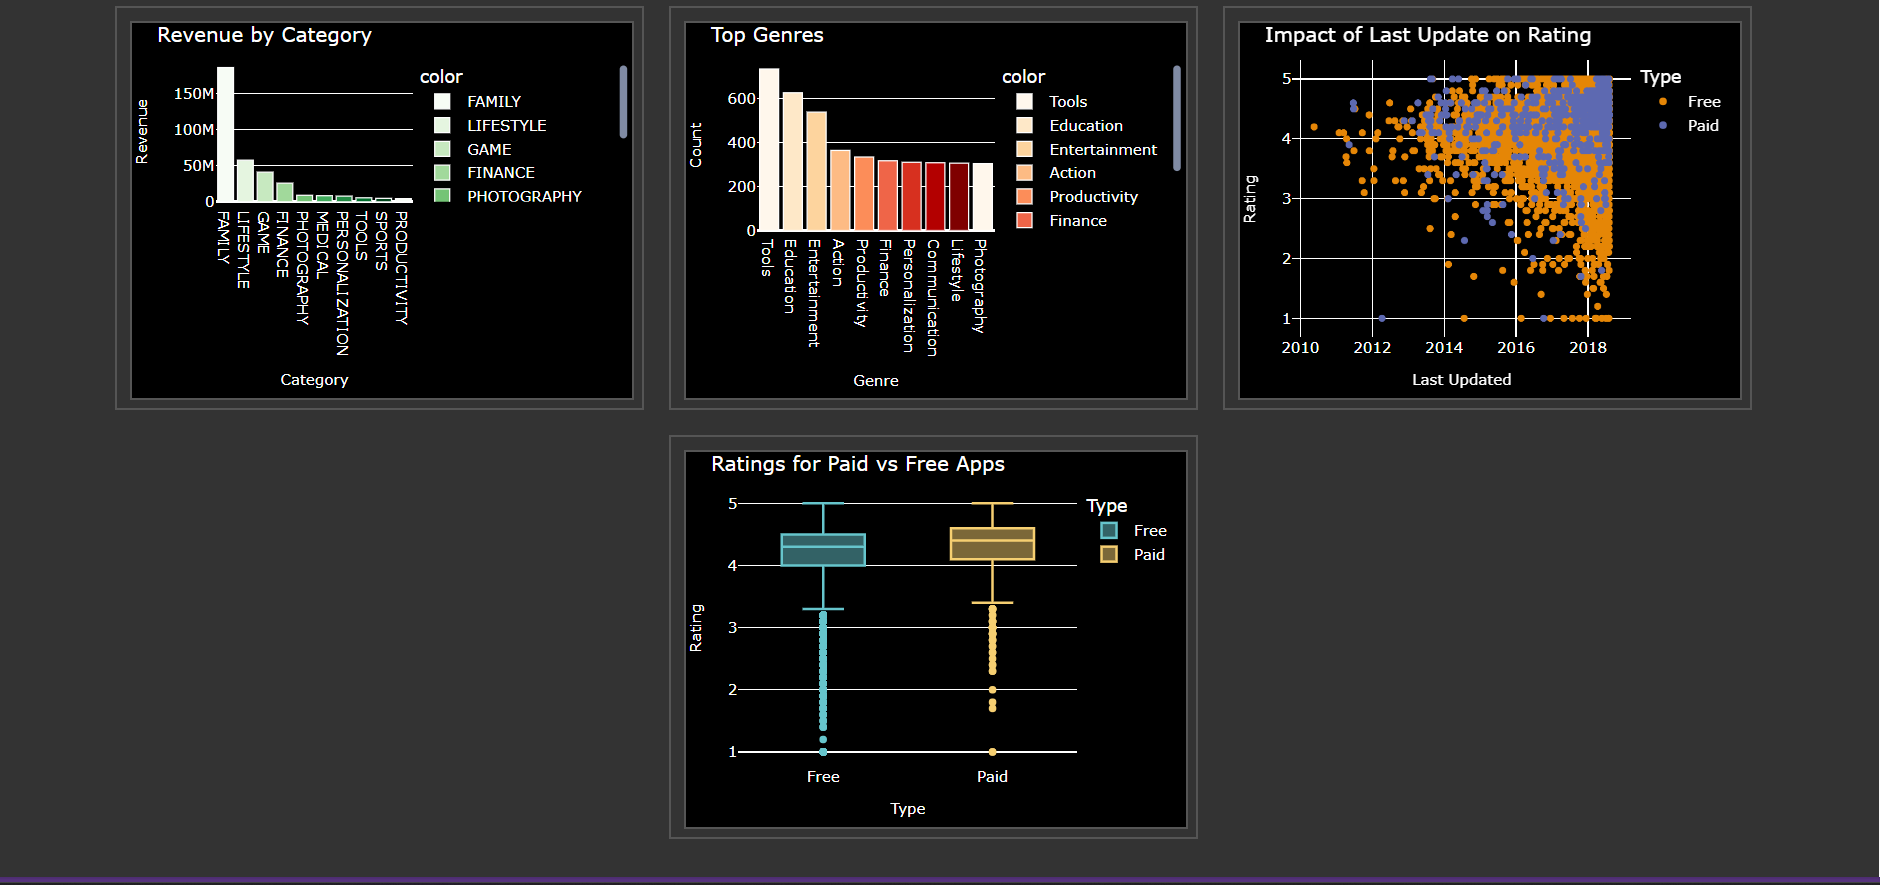 Revenue by Category
Revenue
150M
100M
50M
0
FAMILY
LIFESTYLE
GAME
FINANCE
PHOTOGRAPHY
MEDICAL
PERSONALIZATION
TOOLS
SPORTS
PRODUCTIVITY
Category
color
FAMILY
LIFESTYLE
GAME
FINANCE
PHOTOGRAPHY
Top Genres
Count
600
400
200
0
Tools
Education
Entertainment
Action
Productivity
Finance
Personalization
Communication
Lifestyle
Photography
Genre
color
Tools
Education
Entertainment
Action
Productivity
Finance
Impact of Last Update on Rating
Rating
5
4
3
2
1
2010
2012
2014
2016
2018
Last Updated
Type
Free
Paid
Ratings for Paid vs Free Apps
Rating
5
4
3
2
1
Free
Paid
Type
Type
Free
Paid